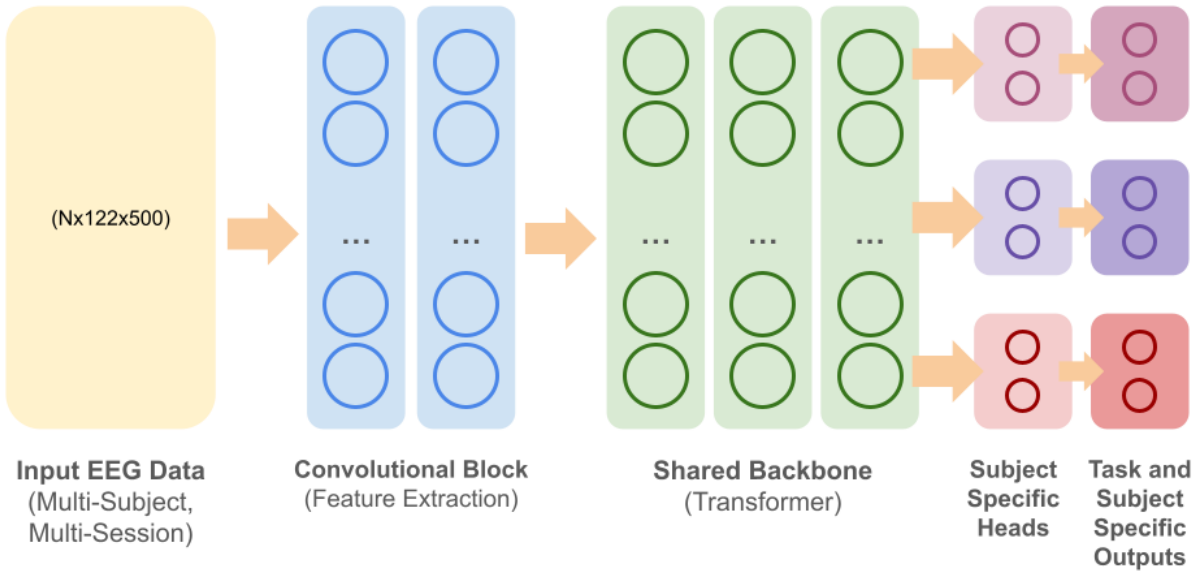 (Nx122x500)
...
...
...
...
...
Input EEG Data
(Multi-Subject,
Multi-Session)
Convolutional Block
(Feature Extraction)
Shared Backbone
(Transformer)
Subject
Specific
Heads
Task and
Subject
Specific
Outputs